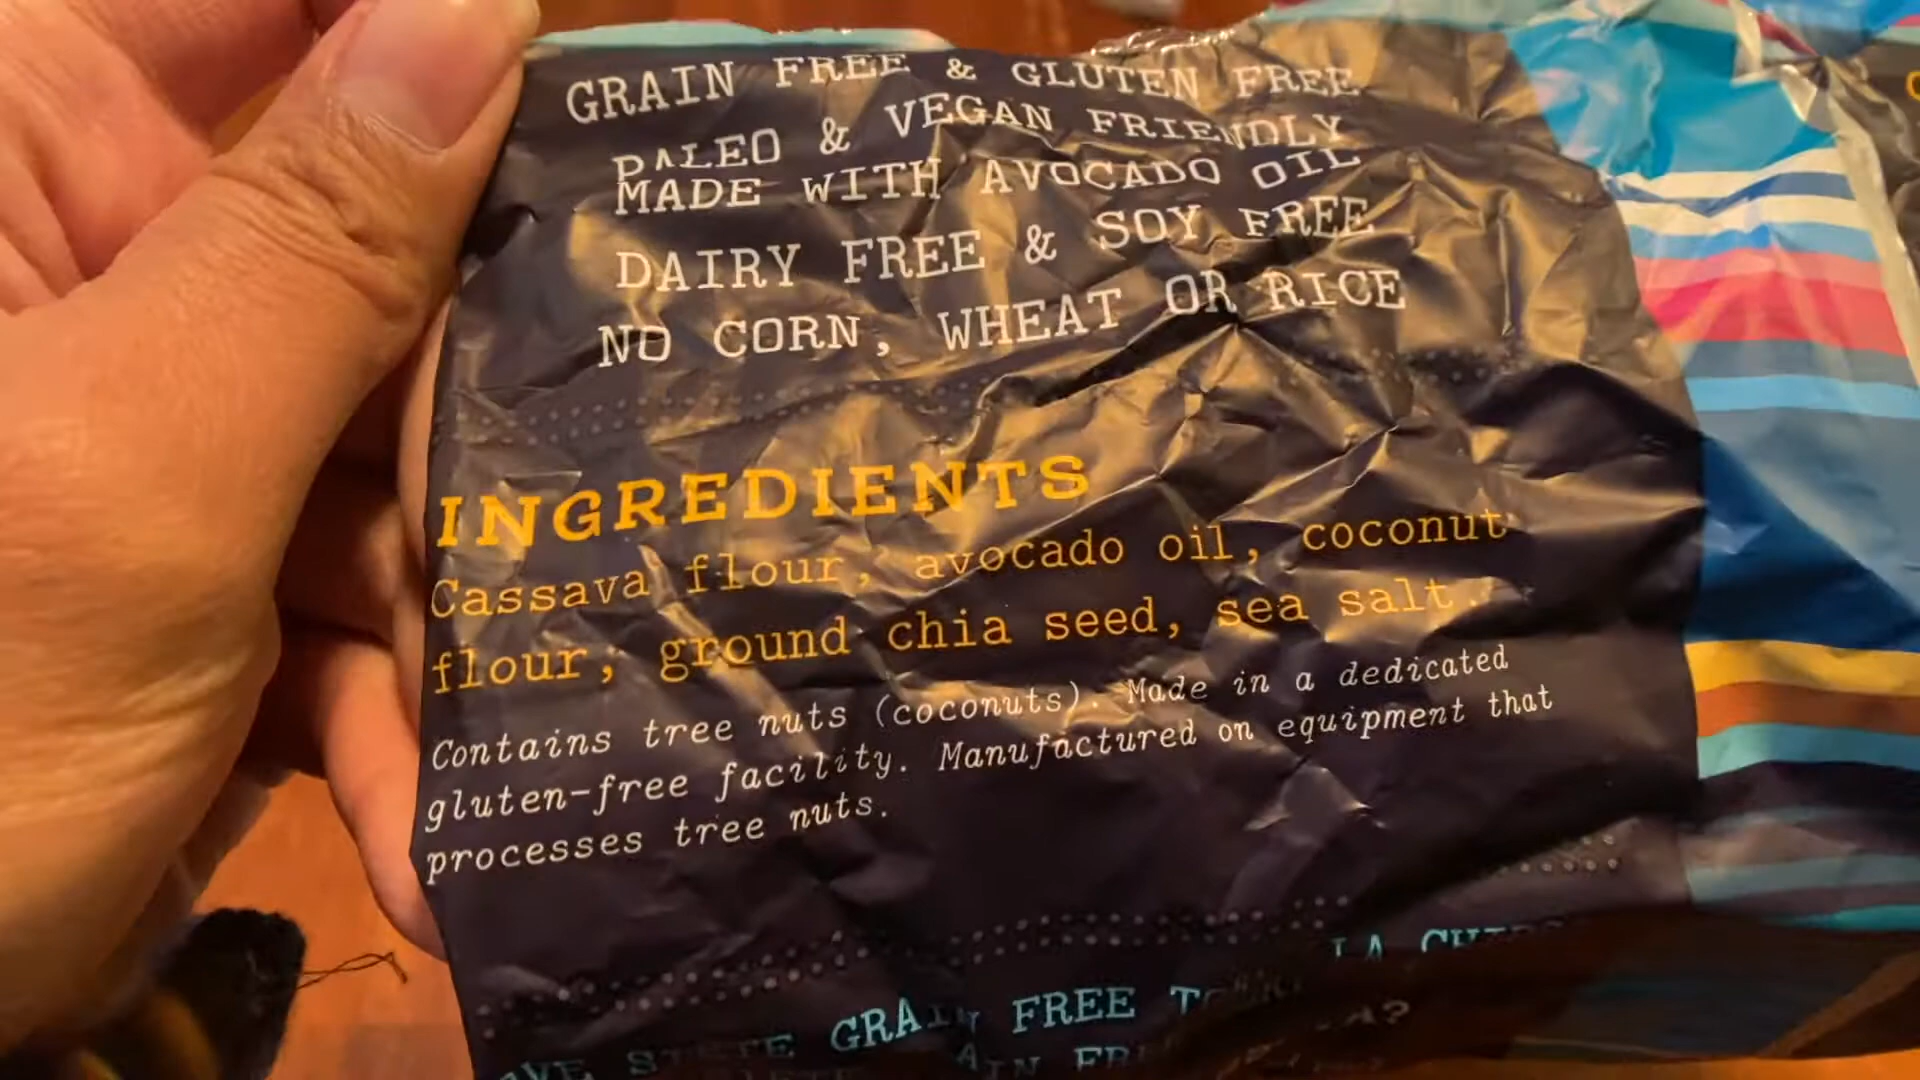 GRAIN FREE & GLUTEN FREE
PALEO & VEGAN FRIENDLY
MADE WITH AVOCADO OIL
DAIRY FREE & SOY FREE
NO CORN, WHEAT OR RICE
INGREDIENTS
Cassava flour, avocado oil, coconut
flour, ground chia seed, sea salt.
Contains tree nuts (coconuts). Made in a dedicated
gluten-free facility. Manufactured on equipment that
processes tree nuts.
GRAIN FREE